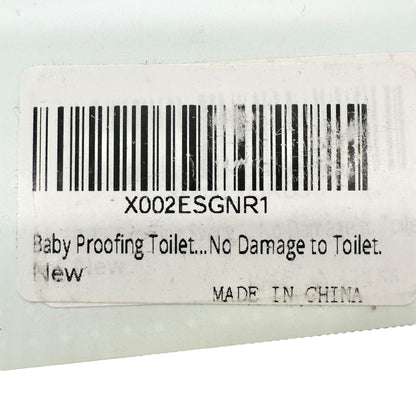 X002ESGNR1
Baby Proofing Toilet...No Damage to Toilet.
New
MADE IN CHINA